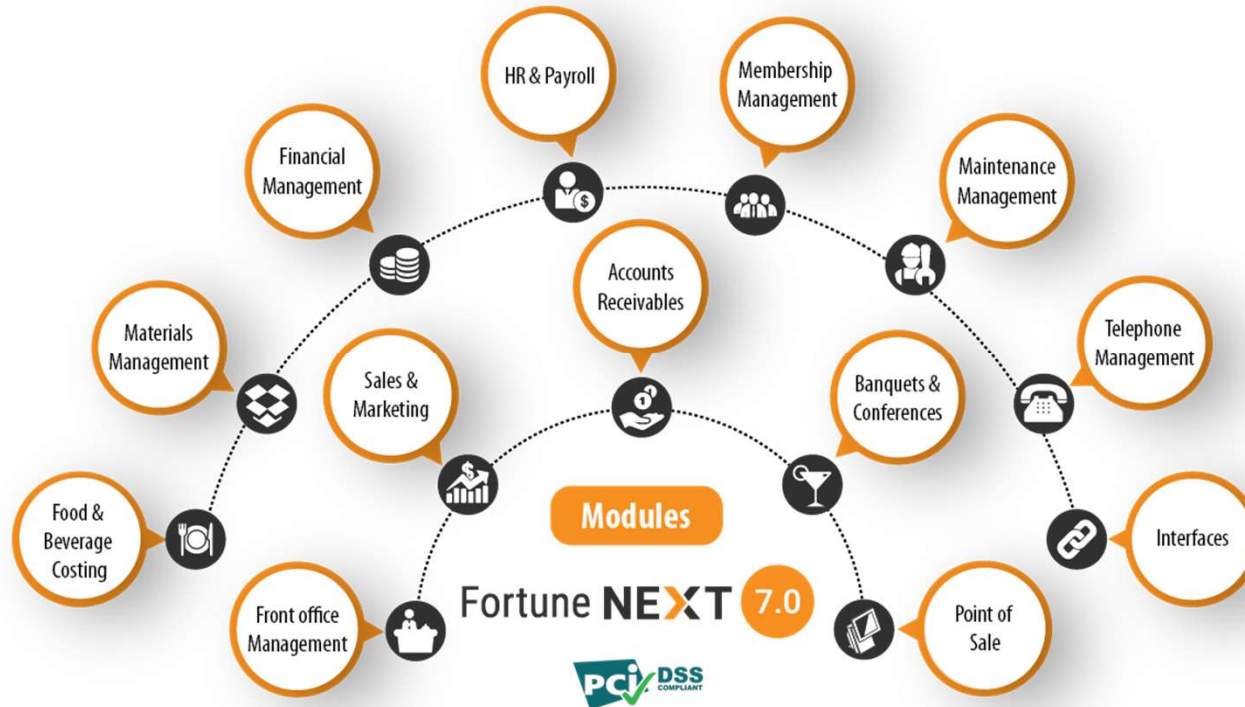 HR & Payroll
Membership
Management
Financial
Management
Maintenance
Management
Accounts
Receivables
Materials
Management
Telephone
Management
Sales &
Marketing
Banquets &
Conferences
Food &
Beverage
Costing
Modules
Interfaces
Front office
Management
Fortune NEXT 7.0
Point of
Sale
PCi DSS
COMPLIANT